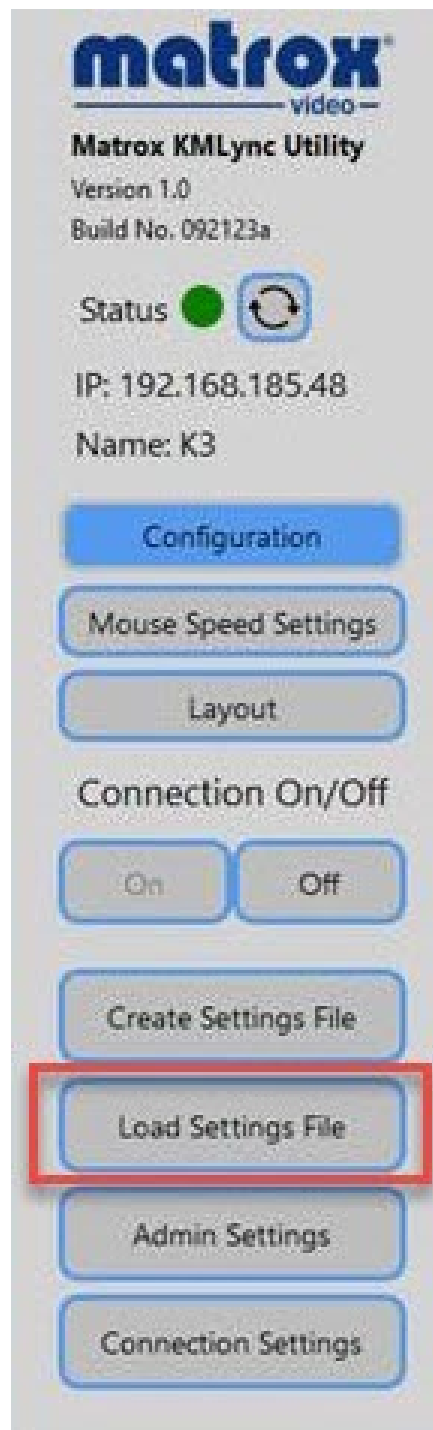 matrox
video
Matrox KMLync Utility
Version 1.0
Build No. 092123a
Status
IP: 192.168.185.48
Name: K3
Configuration
Mouse Speed Settings
Layout
Connection On/Off
On Off
Create Settings File
Load Settings File
Admin Settings
Connection Settings